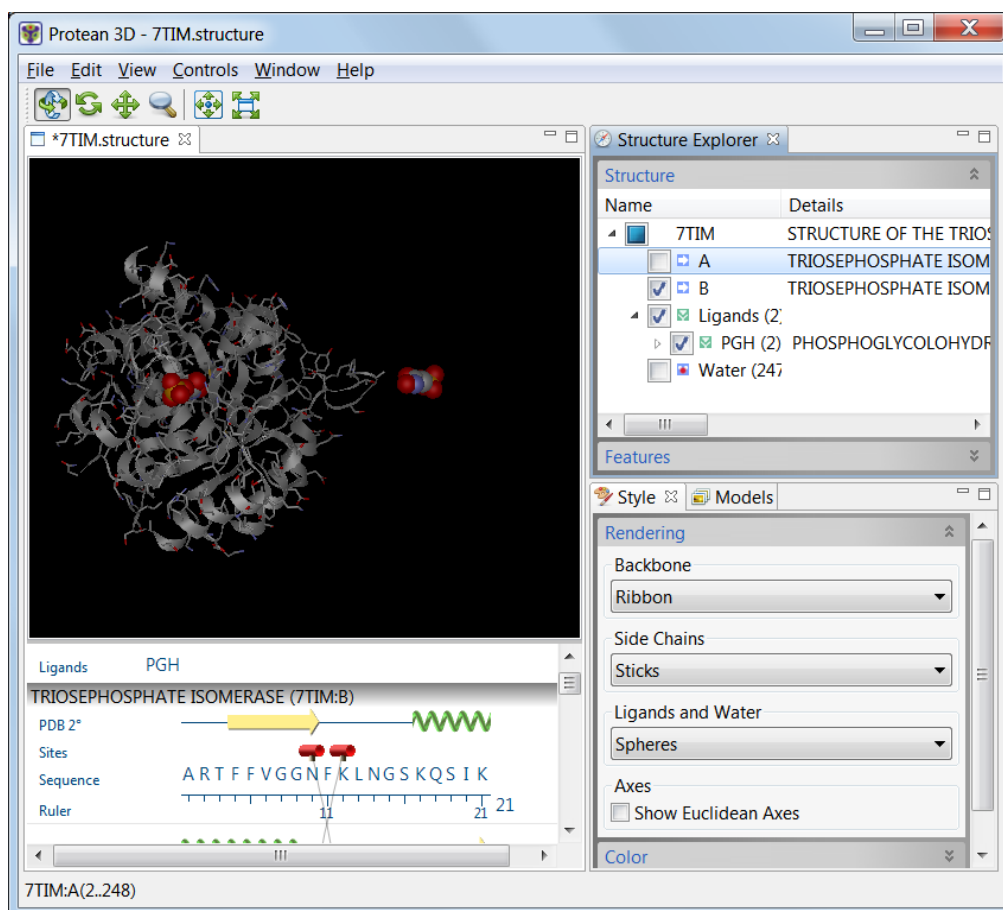 Protean 3D - 7TIM.structure
File Edit View Controls Window Help
*7TIM.structure
Structure Explorer
Structure
Name Details
7TIM STRUCTURE OF THE TRIOS
A TRIOSEPHOSPHATE ISOM
B TRIOSEPHOSPHATE ISOM
Ligands (2)
PGH (2) PHOSPHOGLYCOLOHYDR
Water (247
Features
Style Models
Rendering
Backbone
Ribbon
Side Chains
Sticks
Ligands and Water
Spheres
Axes
Show Euclidean Axes
Color
Ligands PGH
TRIOSEPHOSPHATE ISOMERASE (7TIM:B)
PDB 2°
Sites
Sequence A R T F F V G G N F K L N G S K Q S I K
Ruler 11 21 21
7TIM:A(2..248)